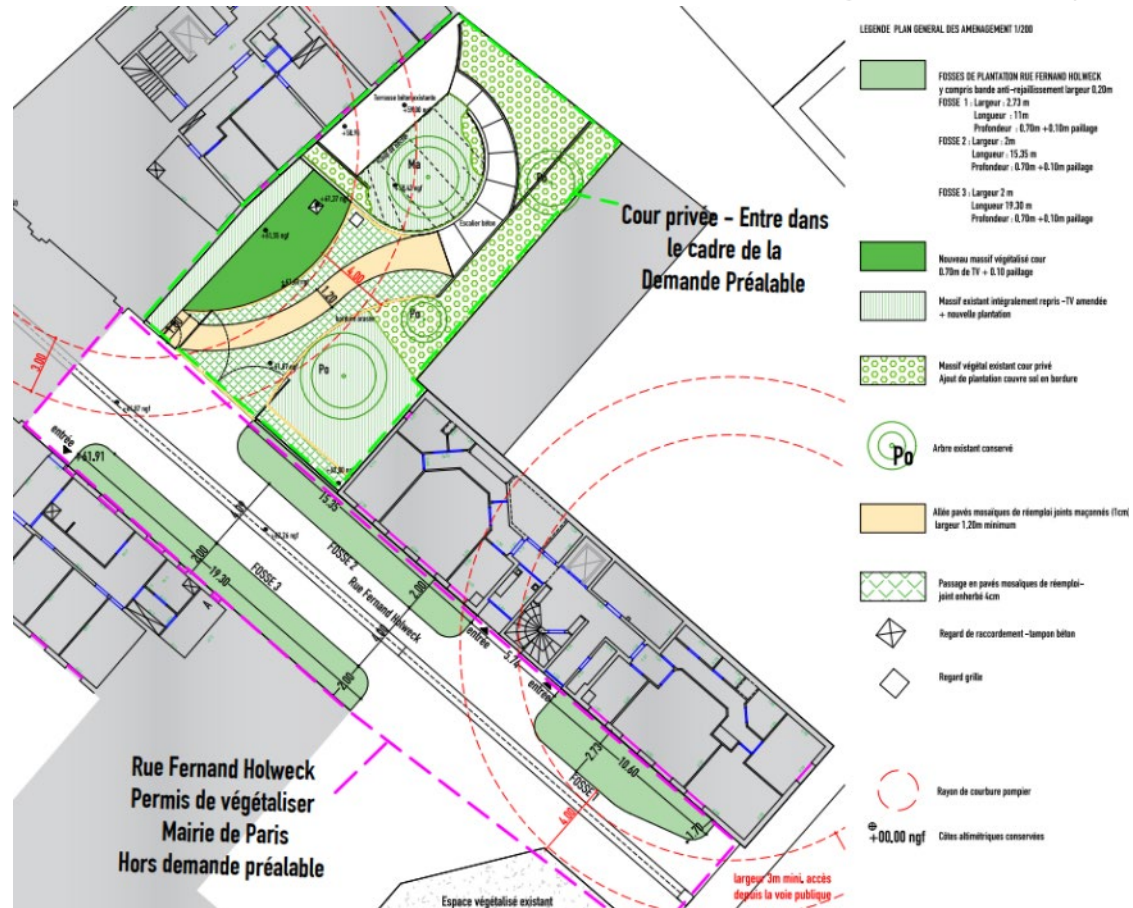 LEGENDE PLAN GENERAL DES AMENAGEMENT 1/200
FOSSES DE PLANTATION RUE FERNAND HOLWECK
y compris bande anti-rejaillissement largeur 0.20m
FOSSE 1 : Largeur : 2.73 m
Longueur : 11m
Profondeur : 0.70m +0.10m paillage
FOSSE 2 : Largeur : 2m
Longueur : 15.35 m
Profondeur : 0.70m +0.10m paillage
FOSSE 3 : Largeur 2 m
Longueur 19.30 m
Profondeur : 0,70m +0.10m paillage
Nouveau massif végétalisé cour
0.70m de TV + 0.10 paillage
Massif existant intégralement repris -TV amendée
+ nouvelle plantation
Massif végétal existant cour privé
Ajout de plantation couvre sol en bordure
Po
Arbre existant conservé
Allée pavés mosaïques de réemploi joints maçonnés (1cm)
largeur 1,20m minimum
Passage en pavés mosaïques de réemploi-
joint enherbé 4cm
Regard de raccordement -tampon béton
Regard grille
Rayon de courbure pompier
+00.00 ngf
Côtes altimétriques conservées
Terrasse béton existante
Ma
Po
Escalier béton
Cour privée - Entre dans
le cadre de la
Demande Préalable
4.00
1.20
Po
Po
3.00
entrée
+61.91
15.35
FOSSE 2
2.00
19.30
FOSSE 3
Rue Fernand Holweck
2.00
entrée
5.74
entrée
2.00
2.73
10.60
FOSSE
1.70
4.00
Rue Fernand Holweck
Permis de végétaliser
Mairie de Paris
Hors demande préalable
largeur 3m mini. accès
depuis la voie publique
Espace végétalisé existant